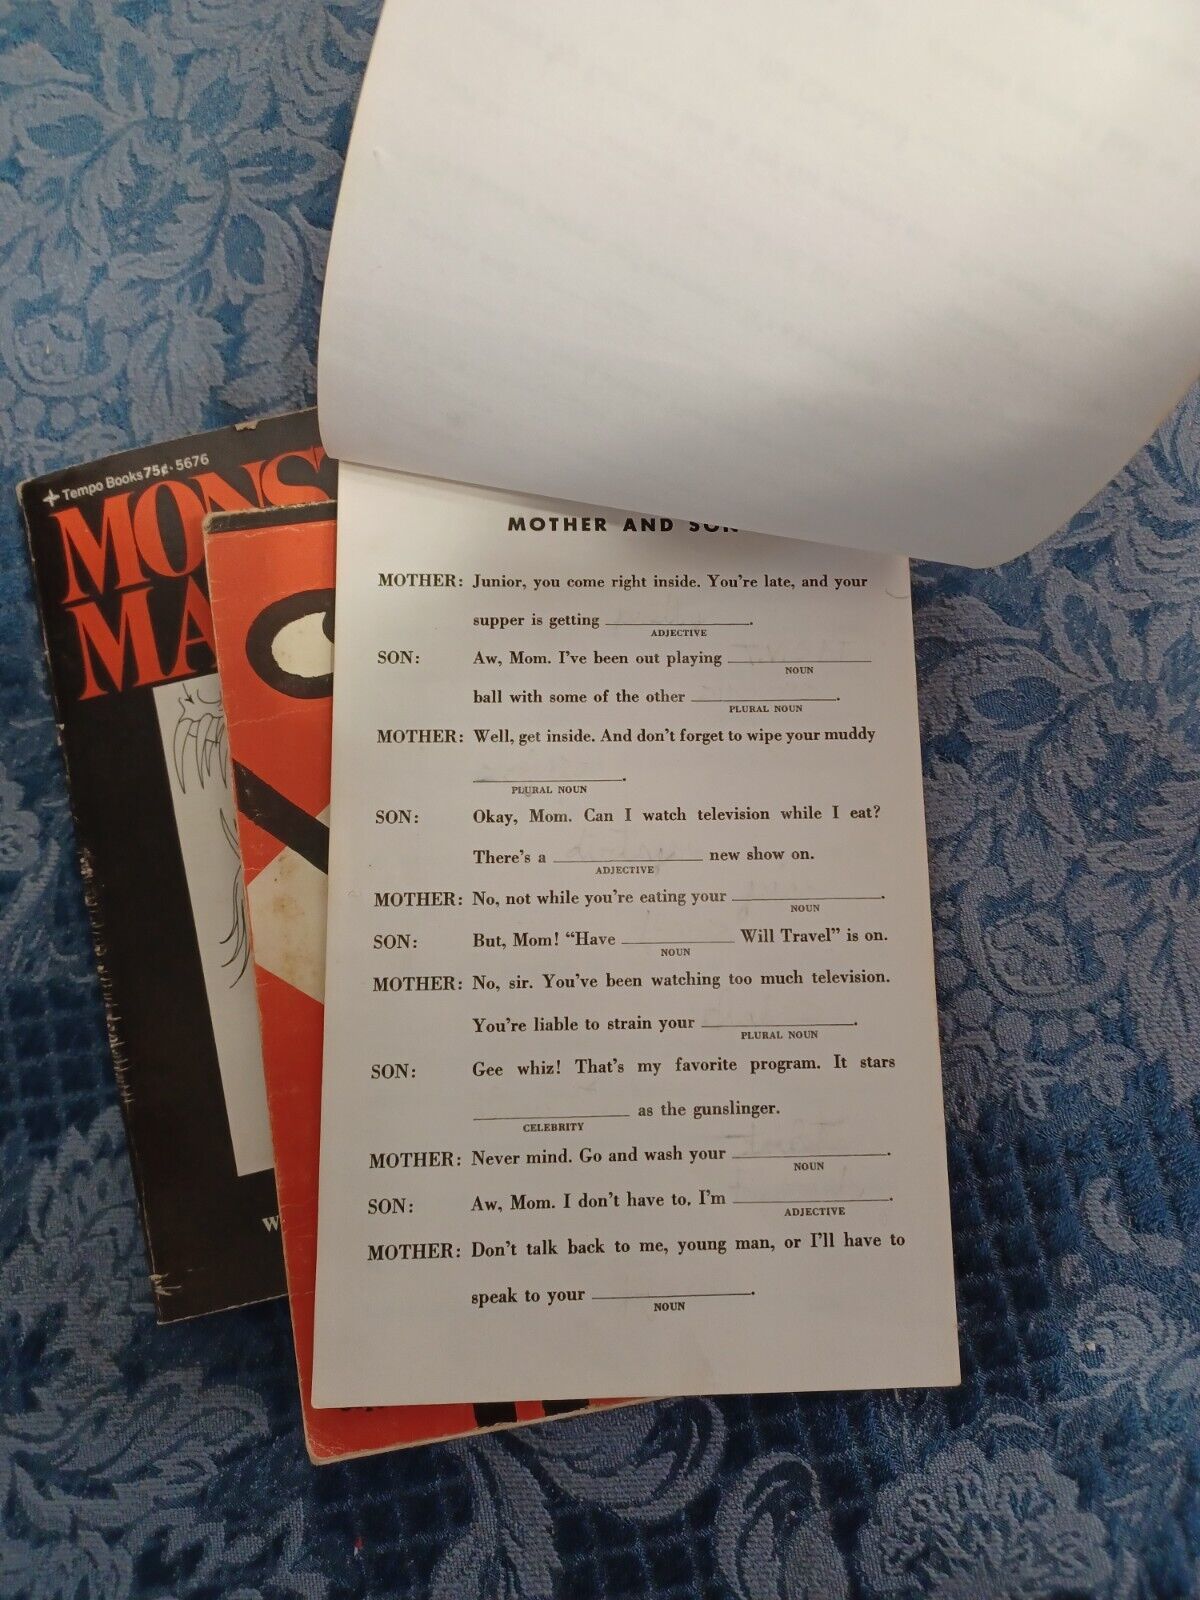 Tempo Books 75¢ · 5676
MONS
MA
MOTHER AND SON
MOTHER: Junior, you come right inside. You're late, and your
supper is getting
ADJECTIVE
SON: Aw, Mom. I've been out playing
NOUN
ball with some of the other
PLURAL NOUN
MOTHER: Well, get inside. And don't forget to wipe your muddy
PLURAL NOUN
SON: Okay, Mom. Can I watch television while I eat?
There's a new show on.
ADJECTIVE
MOTHER: No, not while you're eating your
NOUN
SON: But, Mom! “Have Will Travel” is on.
NOUN
MOTHER: No, sir. You've been watching too much television.
You're liable to strain your
PLURAL NOUN
SON: Gee whiz! That's my favorite program. It stars
as the gunslinger.
CELEBRITY
MOTHER: Never mind. Go and wash your
NOUN
SON: Aw, Mom. I don't have to. I'm
ADJECTIVE
MOTHER: Don't talk back to me, young man, or I'll have to
speak to your
NOUN